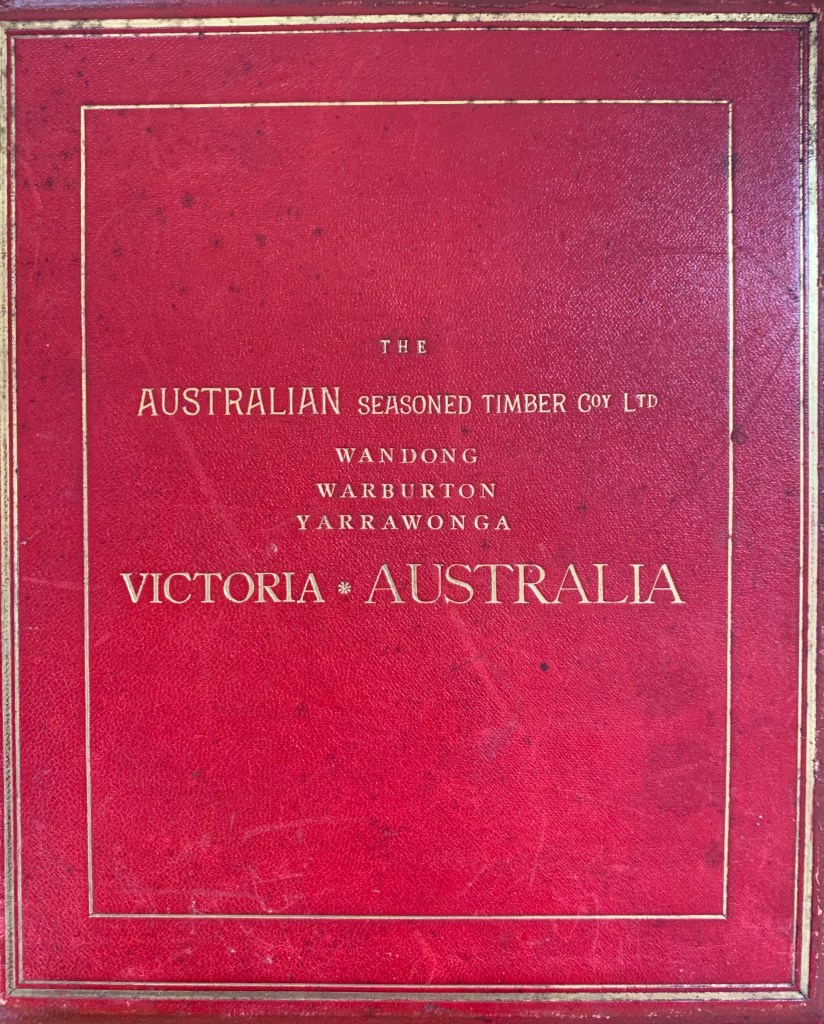 THE
AUSTRALIAN SEASONED TIMBER COY LTD
WANDONG
WARBURTON
YARRAWONGA
VICTORIA * AUSTRALIA